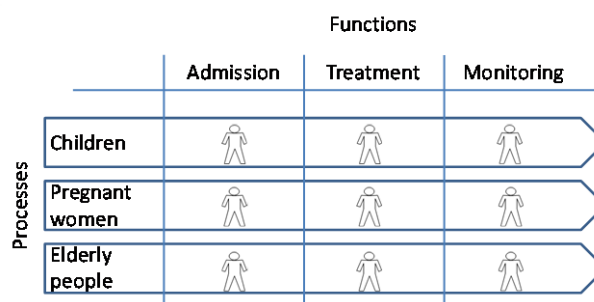 Functions
Admission Treatment Monitoring
Processes
Children
Pregnant
women
Elderly
people